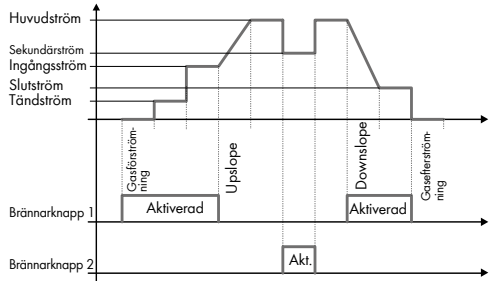 Huvudström
Sekundärström
Ingångsström
Slutström
Tändström
Gasförström-
ning
Upslope
Downslope
Gasefterström-
ning
Brännarknapp 1
Aktiverad
Aktiverad
Brännarknapp 2
Akt.